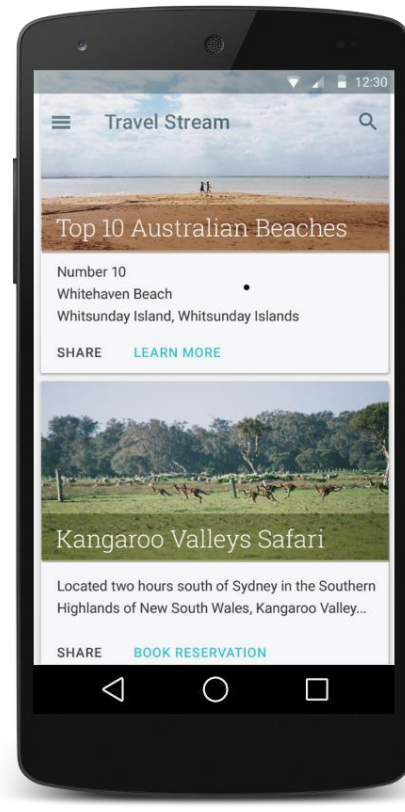 12:30
Travel Stream
Top 10 Australian Beaches
Number 10
Whitehaven Beach
Whitsunday Island, Whitsunday Islands
SHARE LEARN MORE
Kangaroo Valleys Safari
Located two hours south of Sydney in the Southern
Highlands of New South Wales, Kangaroo Valley...
SHARE BOOK RESERVATION